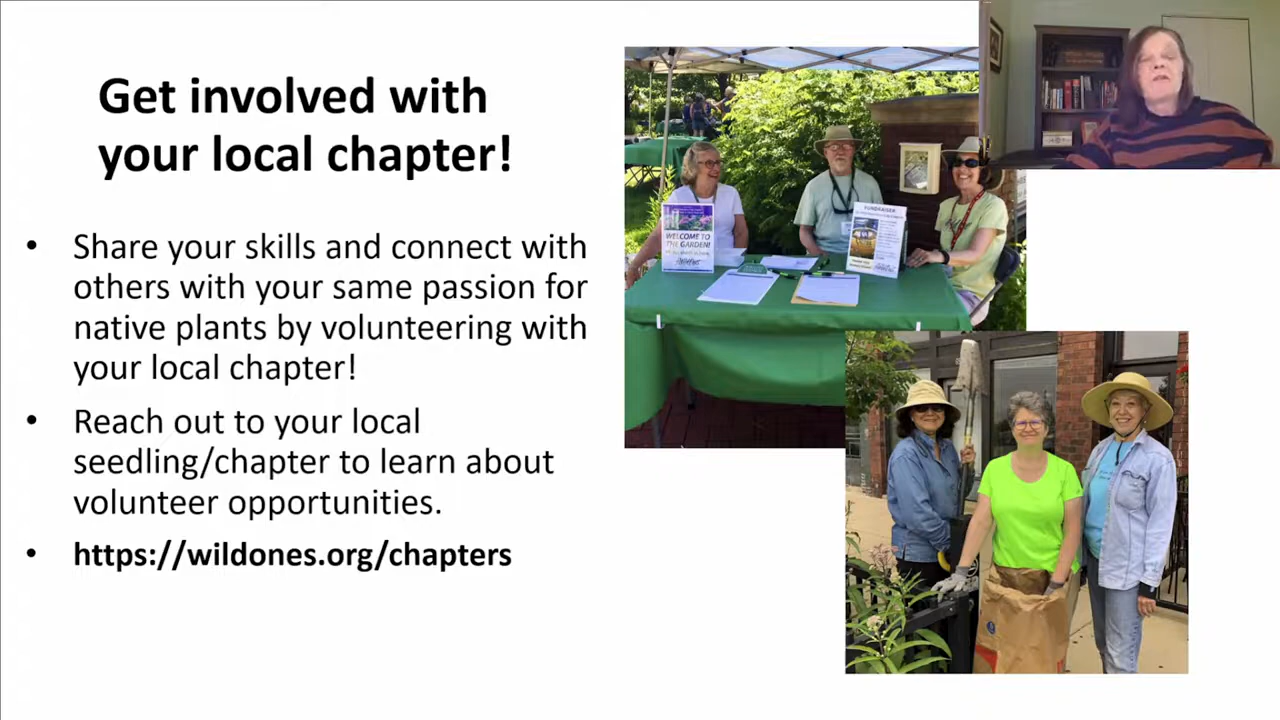 Get involved with
your local chapter!
• Share your skills and connect with
others with your same passion for
native plants by volunteering with
your local chapter!
• Reach out to your local
seedling/chapter to learn about
volunteer opportunities.
• https://wildones.org/chapters
WELCOME TO
THE GARDEN!
FUNDRAISER